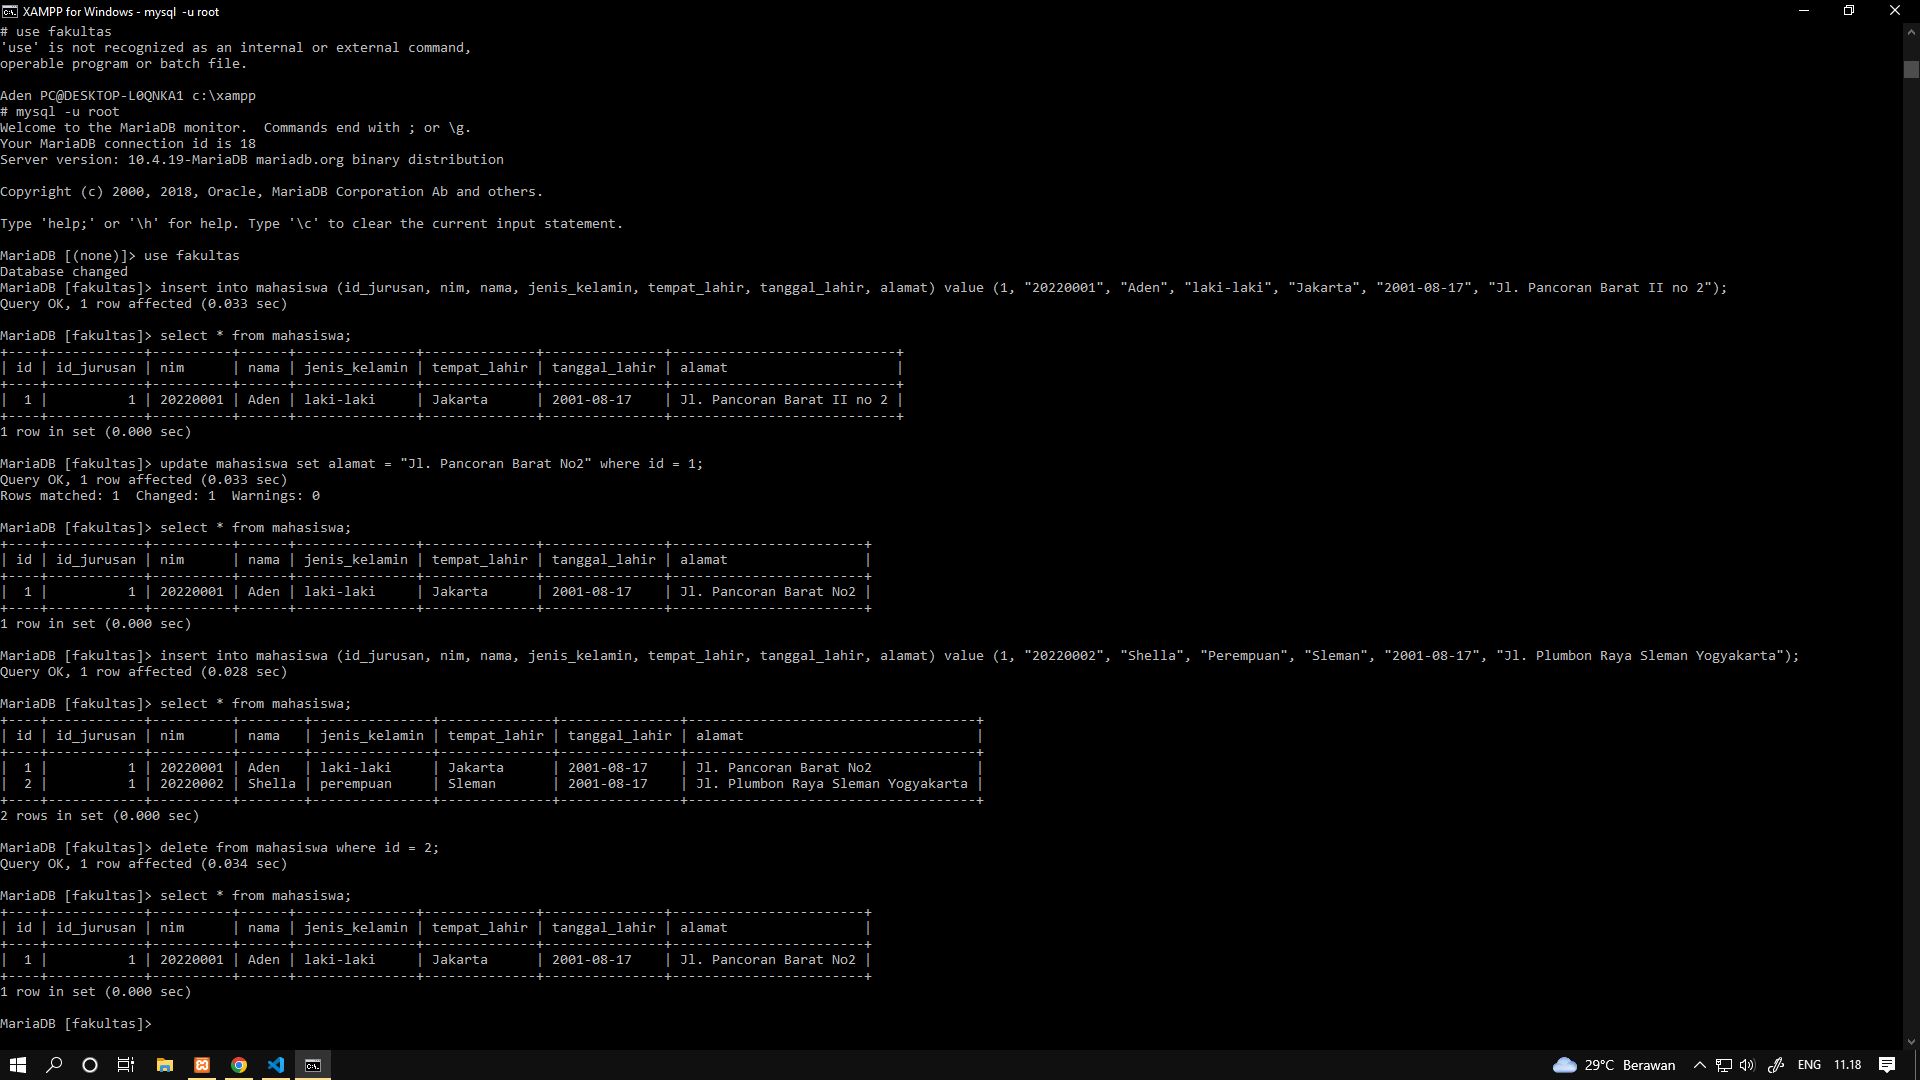 XAMPP for Windows - mysql  -u root
# use fakultas
'use' is not recognized as an internal or external command,
operable program or batch file.
Aden PC@DESKTOP-L0QNKA1 c:\xampp
# mysql -u root
Welcome to the MariaDB monitor.  Commands end with ; or \g.
Your MariaDB connection id is 18
Server version: 10.4.19-MariaDB mariadb.org binary distribution
Copyright (c) 2000, 2018, Oracle, MariaDB Corporation Ab and others.
Type 'help;' or '\h' for help. Type '\c' to clear the current input statement.
MariaDB [(none)]> use fakultas
Database changed
MariaDB [fakultas]> insert into mahasiswa (id_jurusan, nim, nama, jenis_kelamin, tempat_lahir, tanggal_lahir, alamat) value (1, "20220001", "Aden", "laki-laki", "Jakarta", "2001-08-17", "Jl. Pancoran Barat II no 2");
Query OK, 1 row affected (0.033 sec)
MariaDB [fakultas]> select * from mahasiswa;
+----+------------+----------+------+---------------+--------------+---------------+----------------------------+
| id | id_jurusan | nim      | nama | jenis_kelamin | tempat_lahir | tanggal_lahir | alamat                     |
+----+------------+----------+------+---------------+--------------+---------------+----------------------------+
|  1 |          1 | 20220001 | Aden | laki-laki     | Jakarta      | 2001-08-17    | Jl. Pancoran Barat II no 2 |
+----+------------+----------+------+---------------+--------------+---------------+----------------------------+
1 row in set (0.000 sec)
MariaDB [fakultas]> update mahasiswa set alamat = "Jl. Pancoran Barat No2" where id = 1;
Query OK, 1 row affected (0.033 sec)
Rows matched: 1  Changed: 1  Warnings: 0
MariaDB [fakultas]> select * from mahasiswa;
+----+------------+----------+------+---------------+--------------+---------------+------------------------+
| id | id_jurusan | nim      | nama | jenis_kelamin | tempat_lahir | tanggal_lahir | alamat                 |
+----+------------+----------+------+---------------+--------------+---------------+------------------------+
|  1 |          1 | 20220001 | Aden | laki-laki     | Jakarta      | 2001-08-17    | Jl. Pancoran Barat No2 |
+----+------------+----------+------+---------------+--------------+---------------+------------------------+
1 row in set (0.000 sec)
MariaDB [fakultas]> insert into mahasiswa (id_jurusan, nim, nama, jenis_kelamin, tempat_lahir, tanggal_lahir, alamat) value (1, "20220002", "Shella", "Perempuan", "Sleman", "2001-08-17", "Jl. Plumbon Raya Sleman Yogyakarta");
Query OK, 1 row affected (0.028 sec)
MariaDB [fakultas]> select * from mahasiswa;
+----+------------+----------+--------+---------------+--------------+---------------+------------------------------------+
| id | id_jurusan | nim      | nama   | jenis_kelamin | tempat_lahir | tanggal_lahir | alamat                             |
+----+------------+----------+--------+---------------+--------------+---------------+------------------------------------+
|  1 |          1 | 20220001 | Aden   | laki-laki     | Jakarta      | 2001-08-17    | Jl. Pancoran Barat No2             |
|  2 |          1 | 20220002 | Shella | perempuan     | Sleman       | 2001-08-17    | Jl. Plumbon Raya Sleman Yogyakarta |
+----+------------+----------+--------+---------------+--------------+---------------+------------------------------------+
2 rows in set (0.000 sec)
MariaDB [fakultas]> delete from mahasiswa where id = 2;
Query OK, 1 row affected (0.034 sec)
MariaDB [fakultas]> select * from mahasiswa;
+----+------------+----------+------+---------------+--------------+---------------+------------------------+
| id | id_jurusan | nim      | nama | jenis_kelamin | tempat_lahir | tanggal_lahir | alamat                 |
+----+------------+----------+------+---------------+--------------+---------------+------------------------+
|  1 |          1 | 20220001 | Aden | laki-laki     | Jakarta      | 2001-08-17    | Jl. Pancoran Barat No2 |
+----+------------+----------+------+---------------+--------------+---------------+------------------------+
1 row in set (0.000 sec)
MariaDB [fakultas]>
29°C  Berawan  ENG  11.18